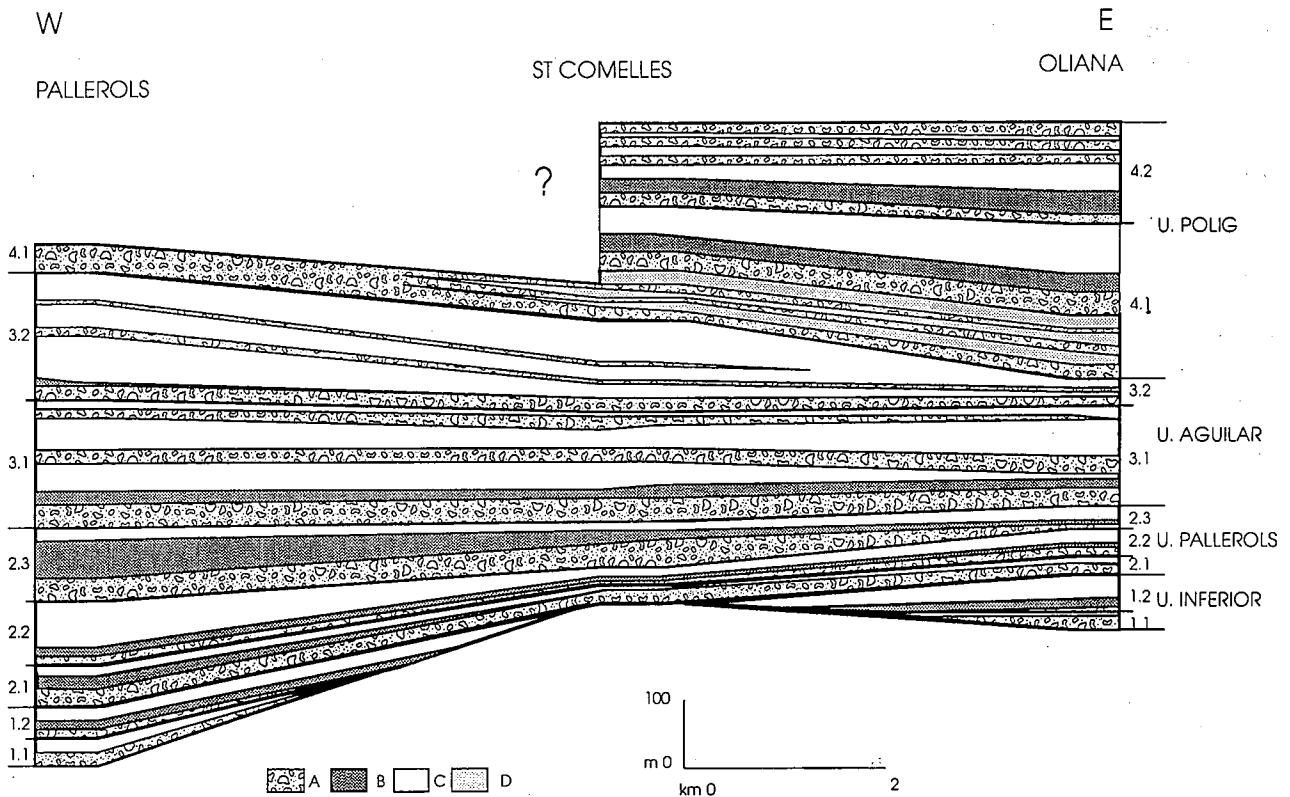 W
E
PALLEROLS
ST COMELLES
OLIANA
?
4.1
3.2
3.1
2.3
2.2
2.1
1.2
1.1
4.2
U. POLIG
4.1
3.2
U. AGUILAR
3.1
2.3
2.2 U. PALLEROLS
2.1
1.2 U. INFERIOR
1.1
100
m 0
km 0
2
A
B
C
D